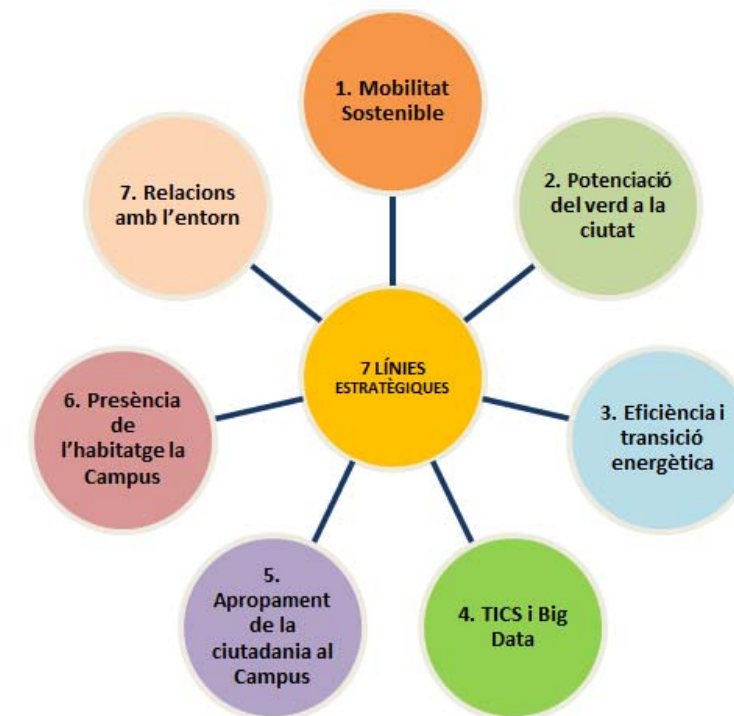 1. Mobilitat
Sostenible
2. Potenciació
del verd a la
ciutat
3. Eficiència i
transició
energètica
4. TICS i Big
Data
5.
Apropament
de la
ciutadania al
Campus
6. Presència
de
l'habitatge la
Campus
7. Relacions
amb l'entorn
7 LÍNIES
ESTRATÈGIQUES